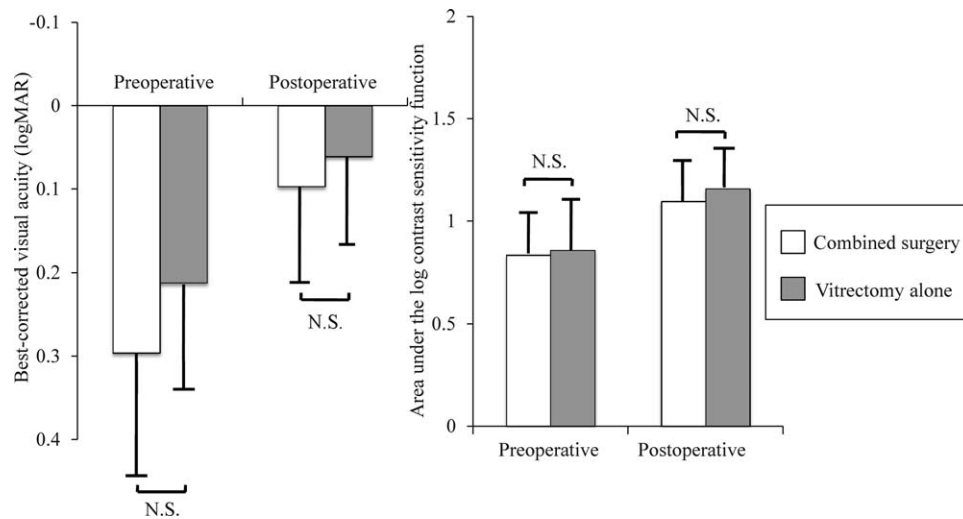 -0.1
0
0.1
0.2
0.3
0.4
Best-corrected visual acuity (logMAR)
Preoperative
Postoperative
N.S.
N.S.
2
1.5
1
0.5
0
Area under the log contrast sensitivity function
N.S.
N.S.
Preoperative
Postoperative
Combined surgery
Vitrectomy alone